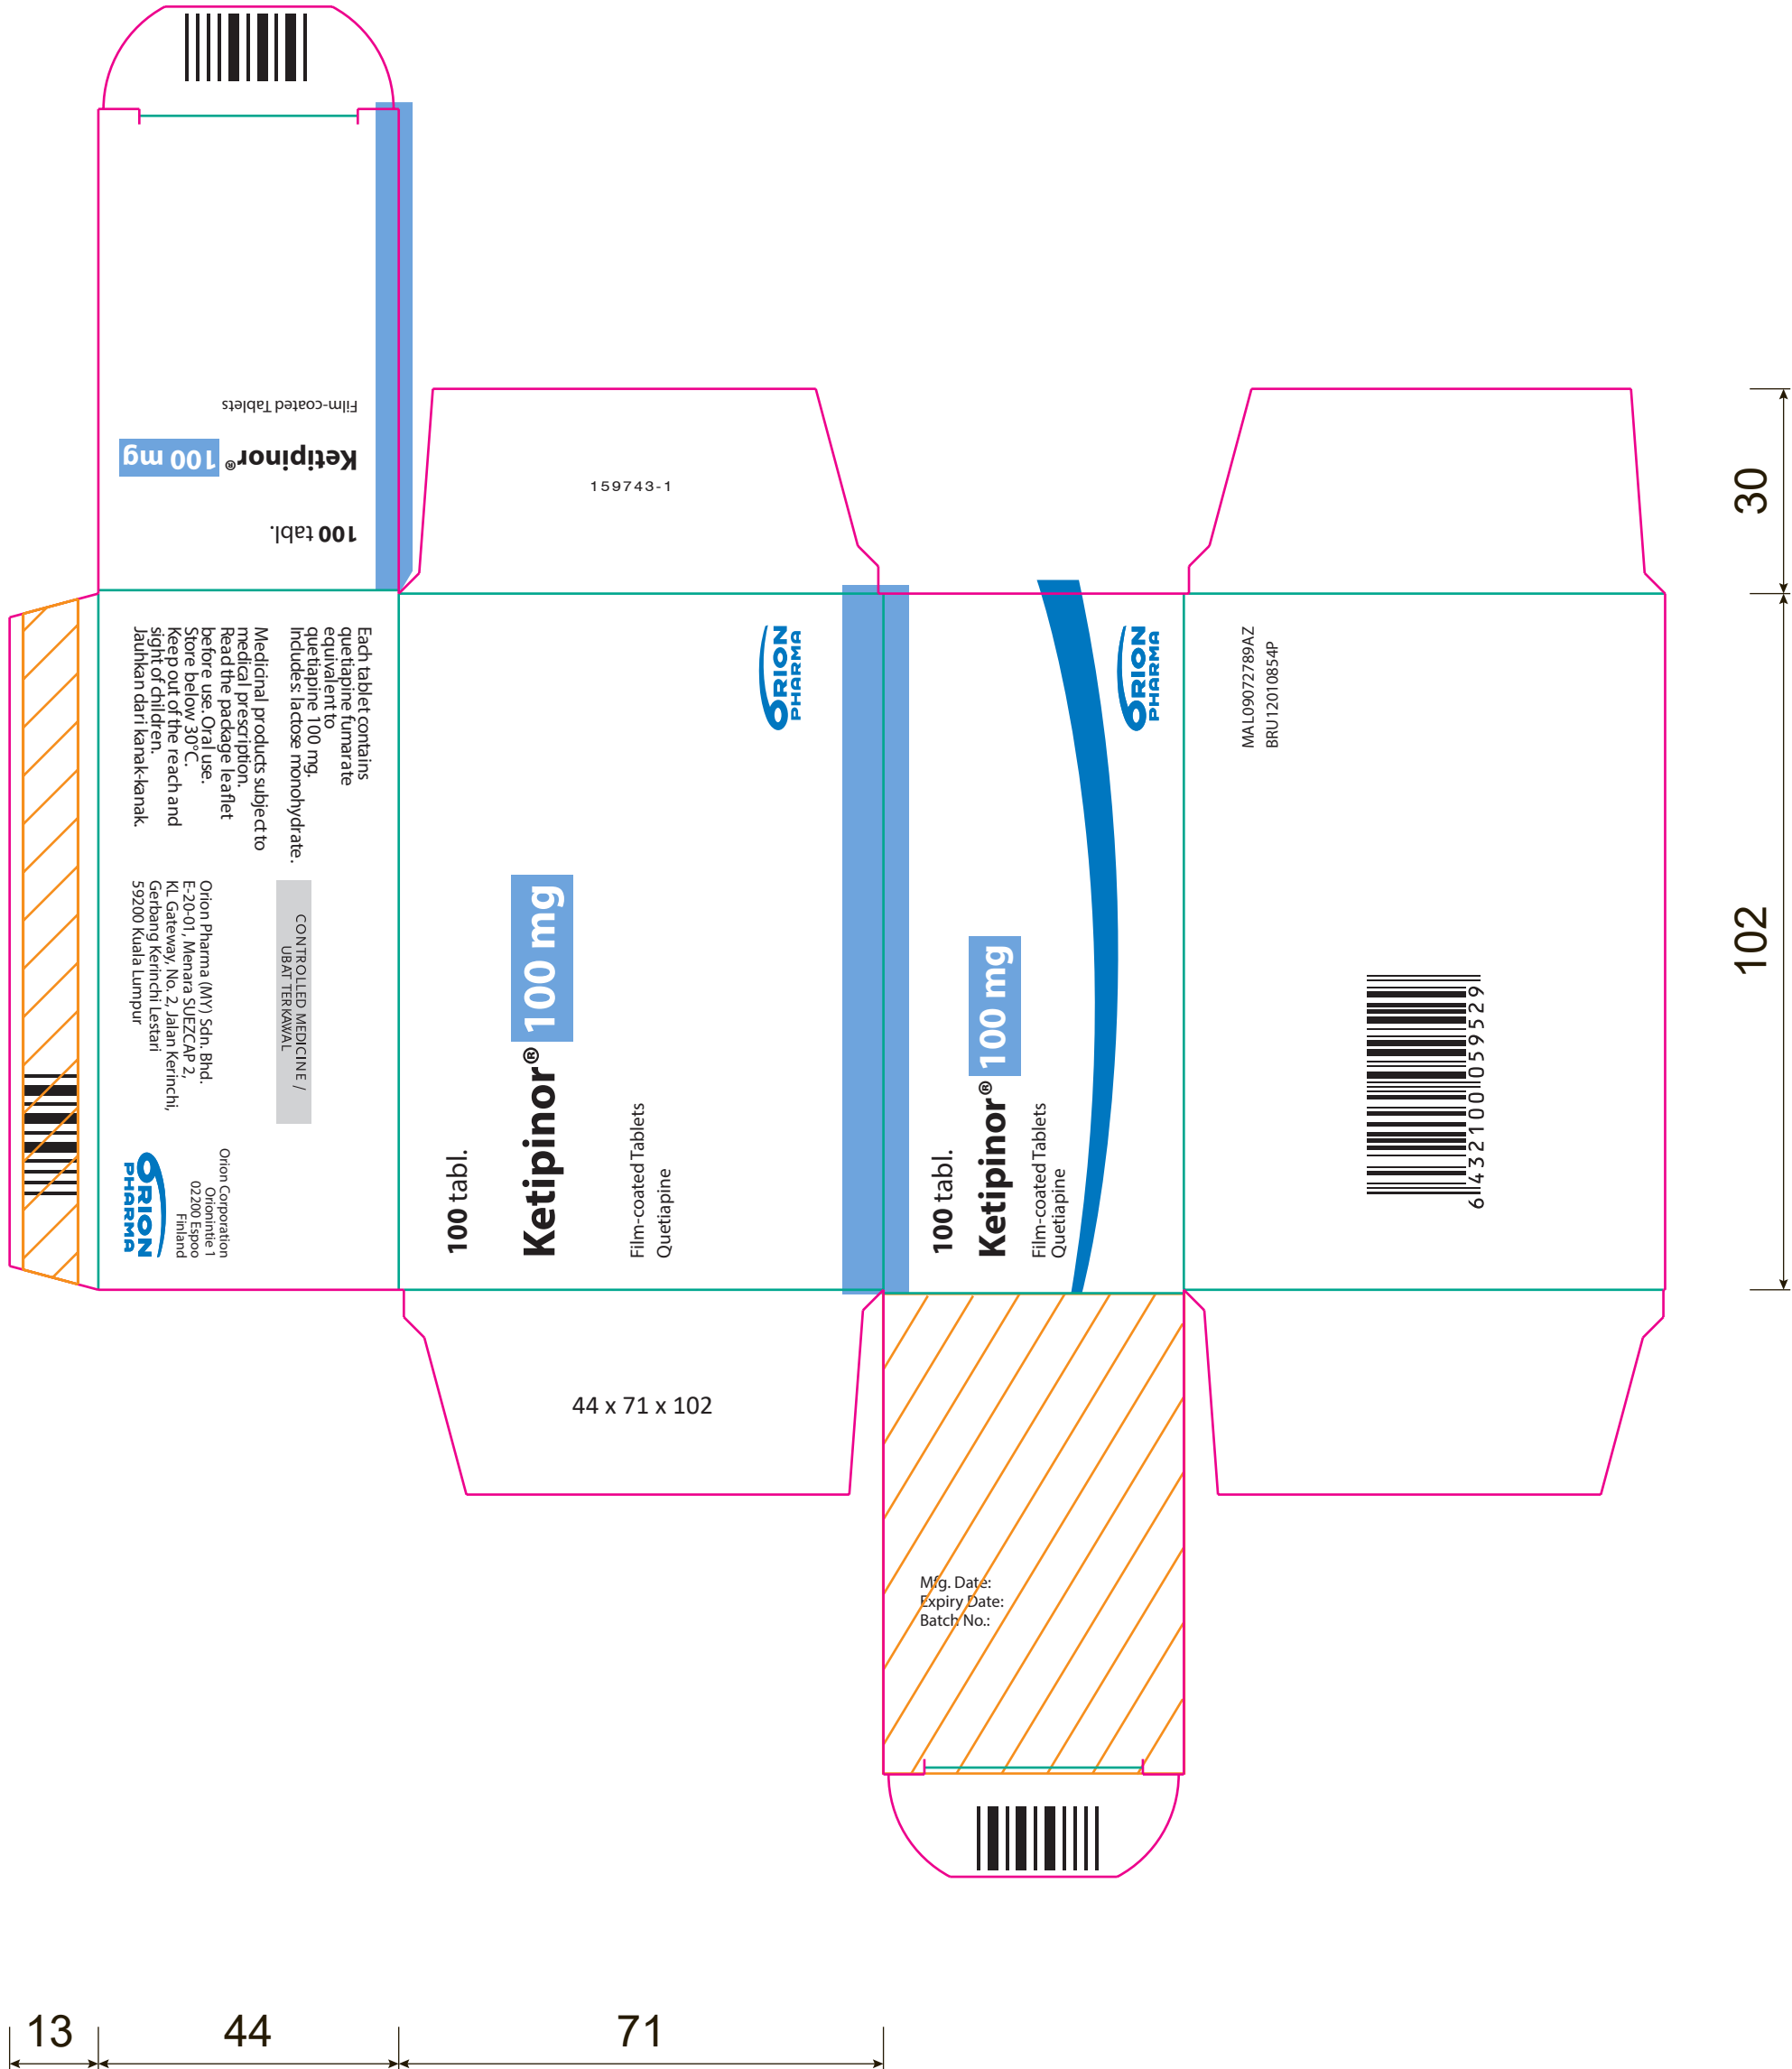 Film-coated Tablets
Ketipinor® 100 mg
100 tabl.
159743-1
Each tablet contains
quetiapine fumarate
equivalent to
quetiapine 100 mg.
Includes: lactose monohydrate.
Medicinal products subject to
medical prescription.
Read the package leaflet
before use. Oral use.
Store below 30°C.
Keep out of the reach and
sight of children.
Jauhkan dari kanak-kanak.
CONTROLLED MEDICINE /
UBAT TERKAWAL
Orion Pharma (MY) Sdn. Bhd.
E-20-01, Menara SUEZCAP 2,
KL Gateway, No. 2, Jalan Kerinchi,
Gerbang Kerinchi Lestari
59200 Kuala Lumpur
Orion Corporation
Orionintie 1
02200 Espoo
Finland
ORION
PHARMA
100 tabl.
Ketipinor® 100 mg
Film-coated Tablets
Quetiapine
ORION
PHARMA
100 tabl.
Ketipinor® 100 mg
Film-coated Tablets
Quetiapine
ORION
PHARMA
MAL09072789AZ
BRU12010854P
6432100059529
44 x 71 x 102
Mfg. Date:
Expiry Date:
Batch No.:
30
102
13
44
71